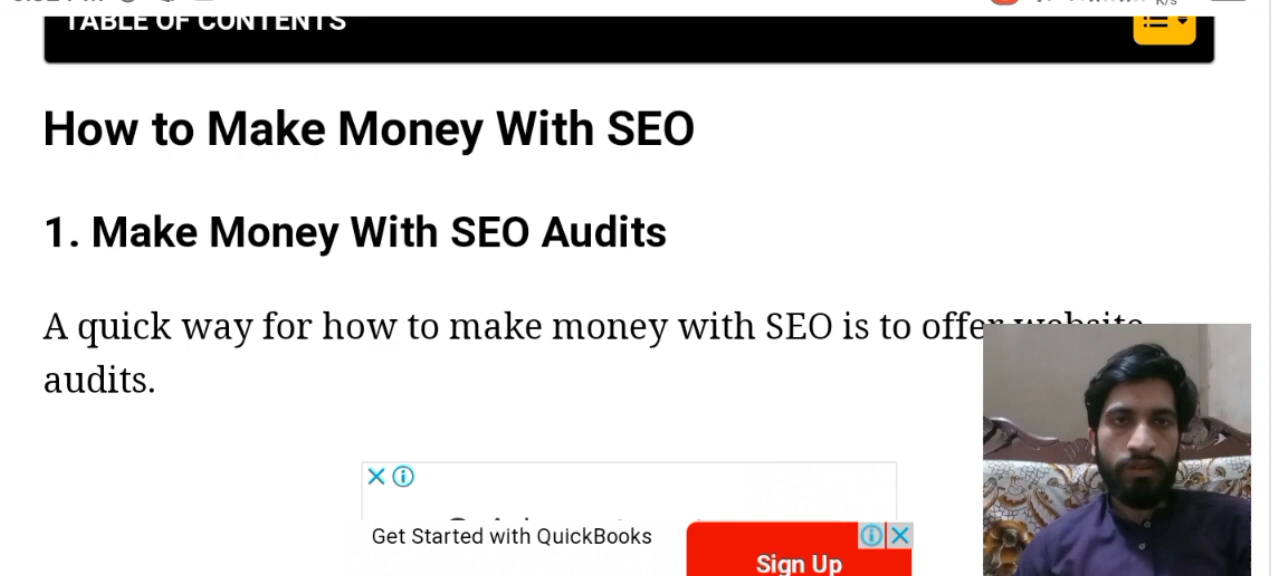 TABLE OF CONTENTS
How to Make Money With SEO
1. Make Money With SEO Audits
A quick way for how to make money with SEO is to offer website
audits.
Get Started with QuickBooks
Sign Up